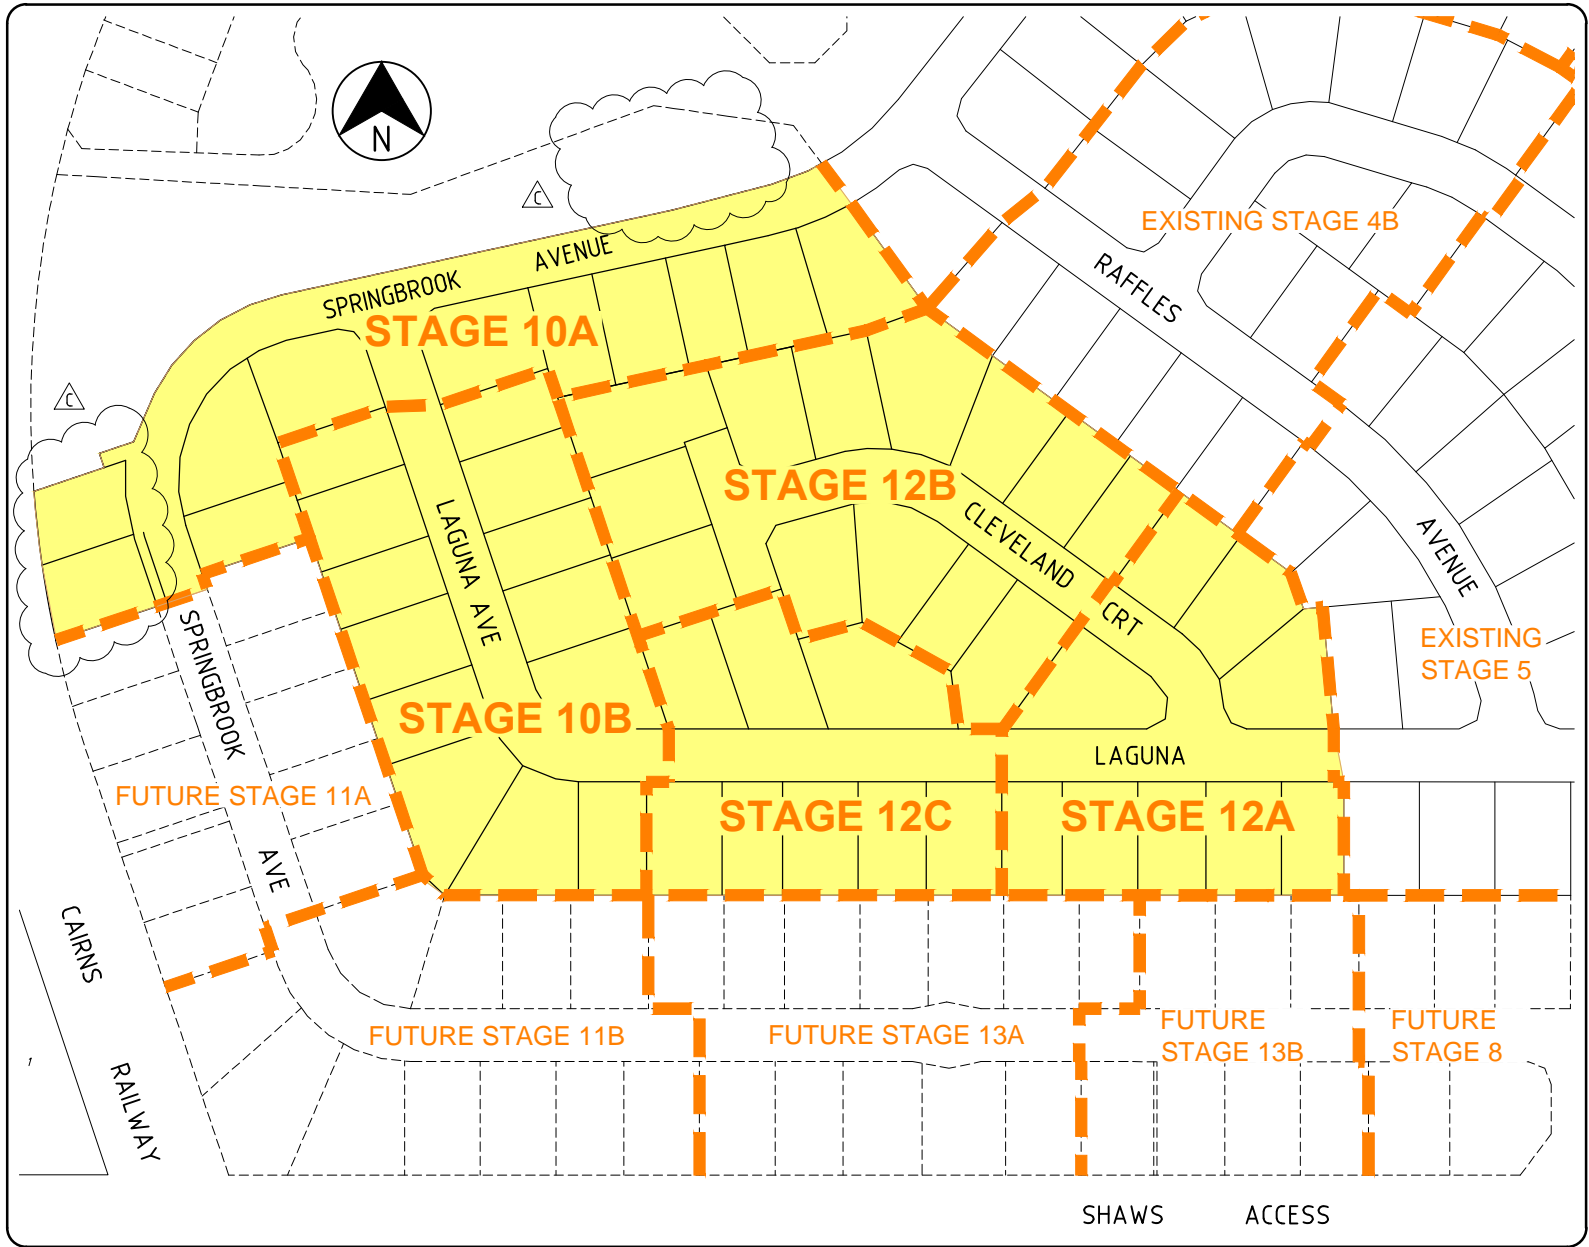 N
C
EXISTING STAGE 4B
SPRINGBROOK AVENUE
RAFFLES
AVENUE
STAGE 10A
C
STAGE 12B
CLEVELAND
CRT
LAGUNA AVE
EXISTING
STAGE 5
SPRINGBROOK
AVE
STAGE 10B
LAGUNA
FUTURE STAGE 11A
STAGE 12C
STAGE 12A
CAIRNS
RAILWAY
FUTURE STAGE 11B
FUTURE STAGE 13A
FUTURE
STAGE 13B
FUTURE
STAGE 8
SHAWS ACCESS